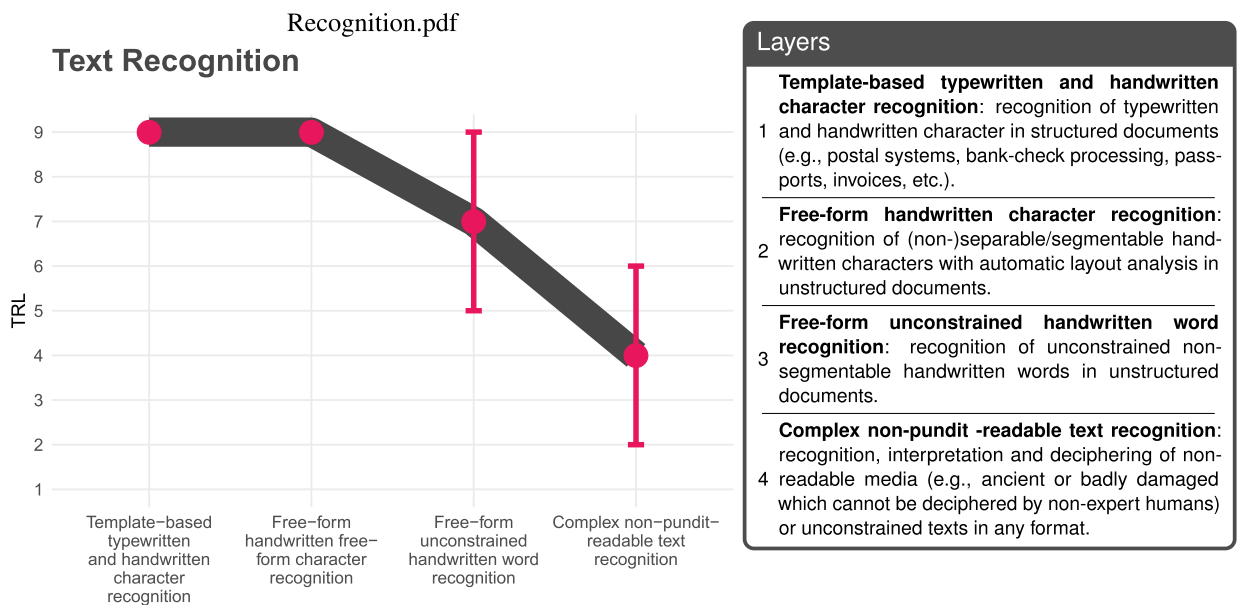 Recognition.pdf
Text Recognition
TRL
9
8
7
6
5
4
3
2
1
Template−based
typewritten
and handwritten
character
recognition
Free−form
handwritten free−
form character
recognition
Free−form
unconstrained
handwritten word
recognition
Complex non−pundit−
readable text
recognition
Layers
1
Template-based typewritten and handwritten
character recognition: recognition of typewritten
and handwritten character in structured documents
(e.g., postal systems, bank-check processing, pass-
ports, invoices, etc.).
2
Free-form handwritten character recognition:
recognition of (non-)separable/segmentable hand-
written characters with automatic layout analysis in
unstructured documents.
3
Free-form unconstrained handwritten word
recognition: recognition of unconstrained non-
segmentable handwritten words in unstructured
documents.
4
Complex non-pundit -readable text recognition:
recognition, interpretation and deciphering of non-
readable media (e.g., ancient or badly damaged
which cannot be deciphered by non-expert humans)
or unconstrained texts in any format.